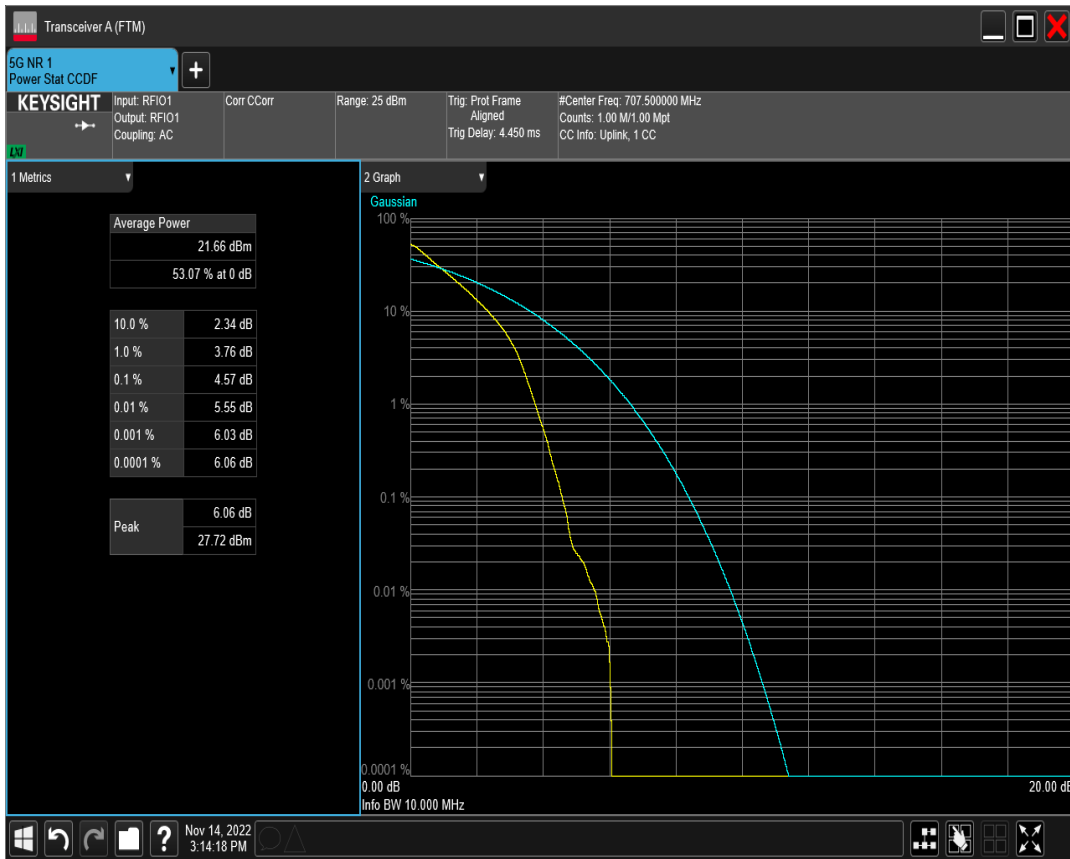 Transceiver A (FTM)
5G NR 1
Power Stat CCDF
+
KEYSIGHT
LXI
Input: RFIO1
Output: RFIO1
Coupling: AC
Corr CCorr
Range: 25 dBm
Trig: Prot Frame
Aligned
Trig Delay: 4.450 ms
#Center Freq: 707.500000 MHz
Counts: 1.00 M/1.00 Mpt
CC Info: Uplink, 1 CC
1 Metrics
Average Power
21.66 dBm
53.07 % at 0 dB
10.0 % 2.34 dB
1.0 % 3.76 dB
0.1 % 4.57 dB
0.01 % 5.55 dB
0.001 % 6.03 dB
0.0001 % 6.06 dB
Peak
6.06 dB
27.72 dBm
2 Graph
Gaussian
100 %
10 %
1 %
0.1 %
0.01 %
0.001 %
0.0001 %
0.00 dB 20.00 dB
Info BW 10.000 MHz
?
Nov 14, 2022
3:14:18 PM